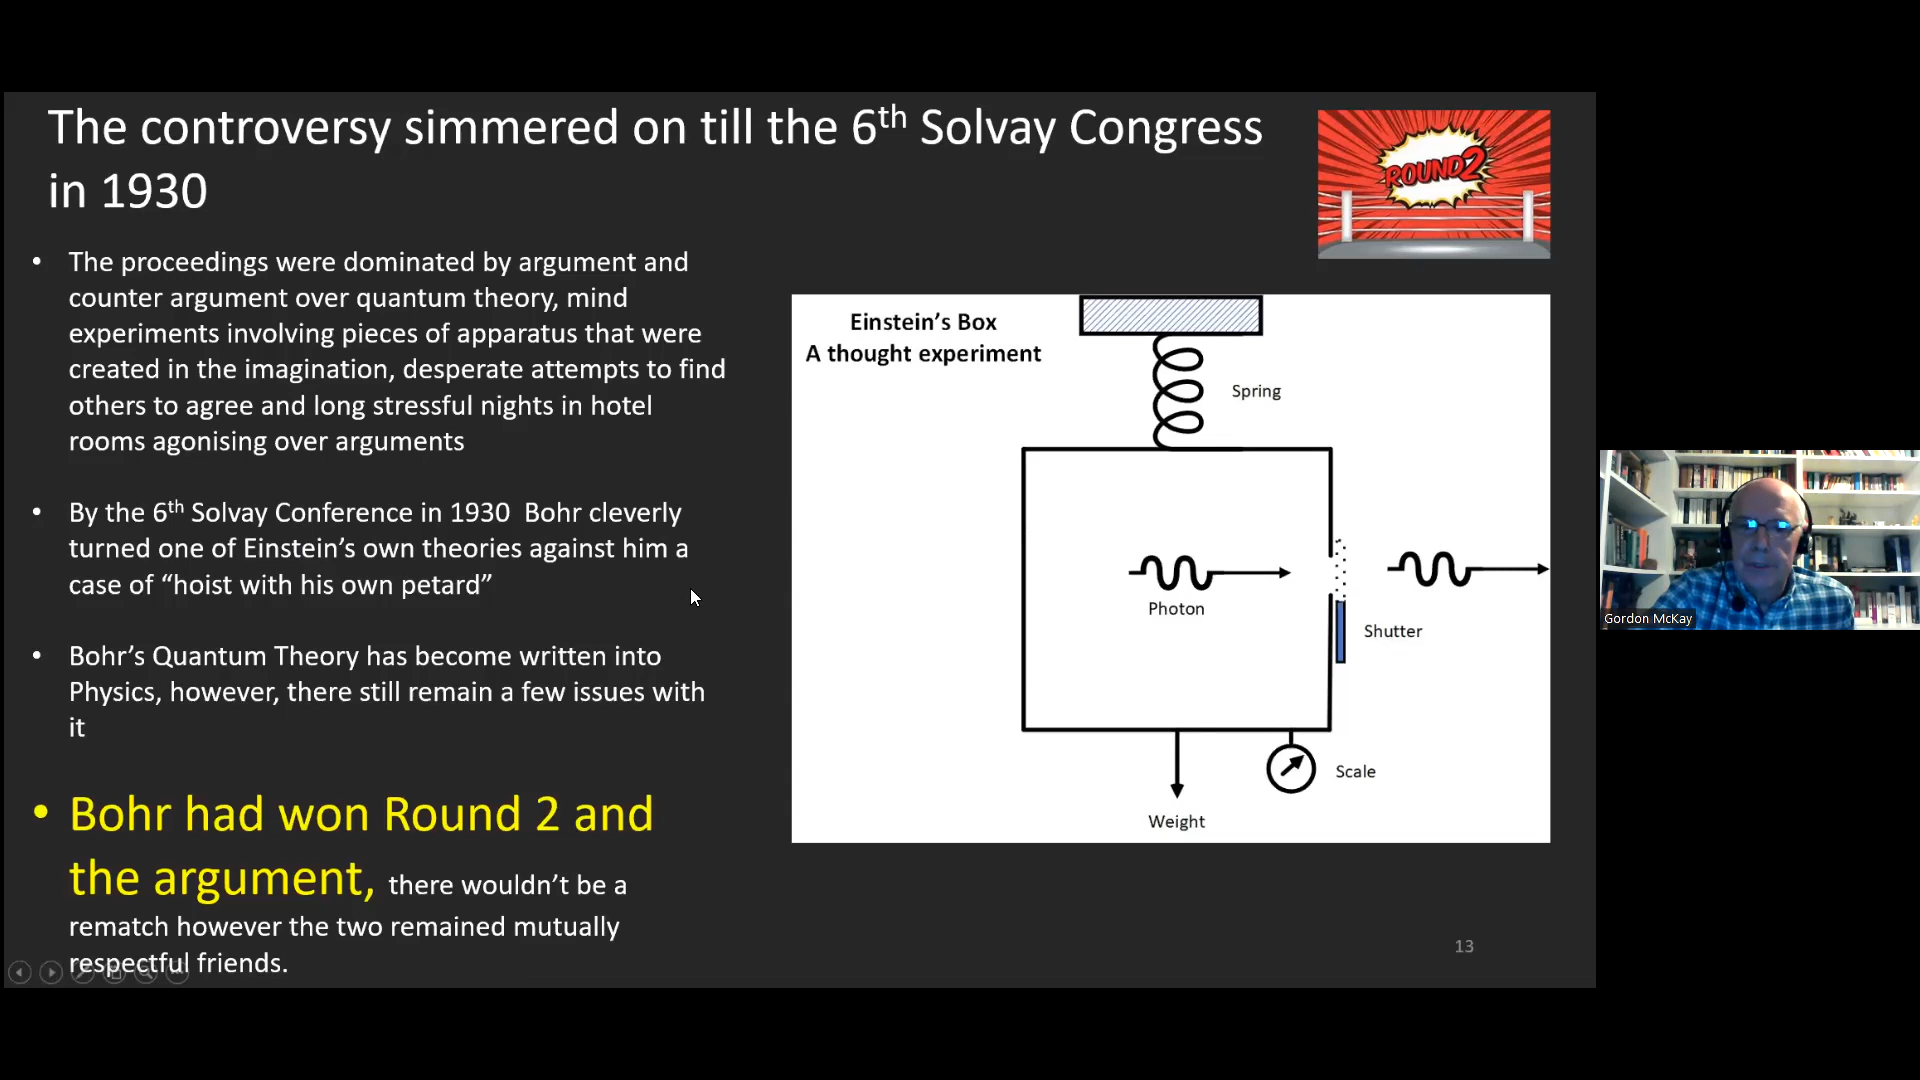 The controversy simmered on till the 6th Solvay Congress
in 1930
ROUND 2
• The proceedings were dominated by argument and
counter argument over quantum theory, mind
experiments involving pieces of apparatus that were
created in the imagination, desperate attempts to find
others to agree and long stressful nights in hotel
rooms agonising over arguments
• By the 6th Solvay Conference in 1930 Bohr cleverly
turned one of Einstein’s own theories against him a
case of “hoist with his own petard”
• Bohr’s Quantum Theory has become written into
Physics, however, there still remain a few issues with
it
• Bohr had won Round 2 and
the argument, there wouldn’t be a
rematch however the two remained mutually
respectful friends.
Einstein’s Box
A thought experiment
Spring
Photon
Shutter
Scale
Weight
13
Gordon McKay